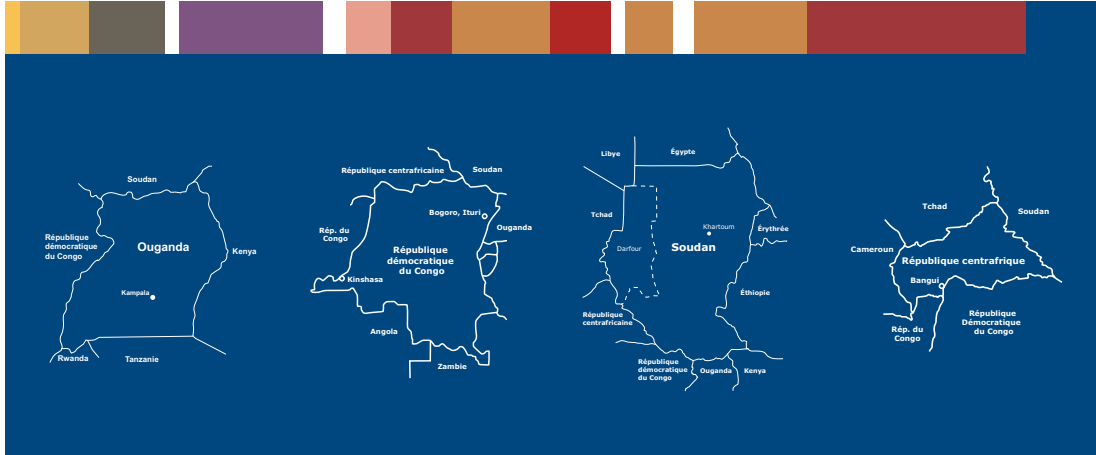 Soudan
République
démocratique
du Congo
Ouganda
Kenya
Kampala
Rwanda
Tanzanie
République centrafricaine
Soudan
Bogoro, Ituri
Rép. du
Congo
Ouganda
République
démocratique
du Congo
Kinshasa
Angola
Zambie
Libye
Égypte
Tchad
Khartoum
Érythrée
Darfour
Soudan
Éthiopie
République
centrafricaine
République
démocratique
du Congo
Ouganda
Kenya
Tchad
Soudan
Cameroun
République centrafrique
Bangui
Rép. du
Congo
République
Démocratique
du Congo